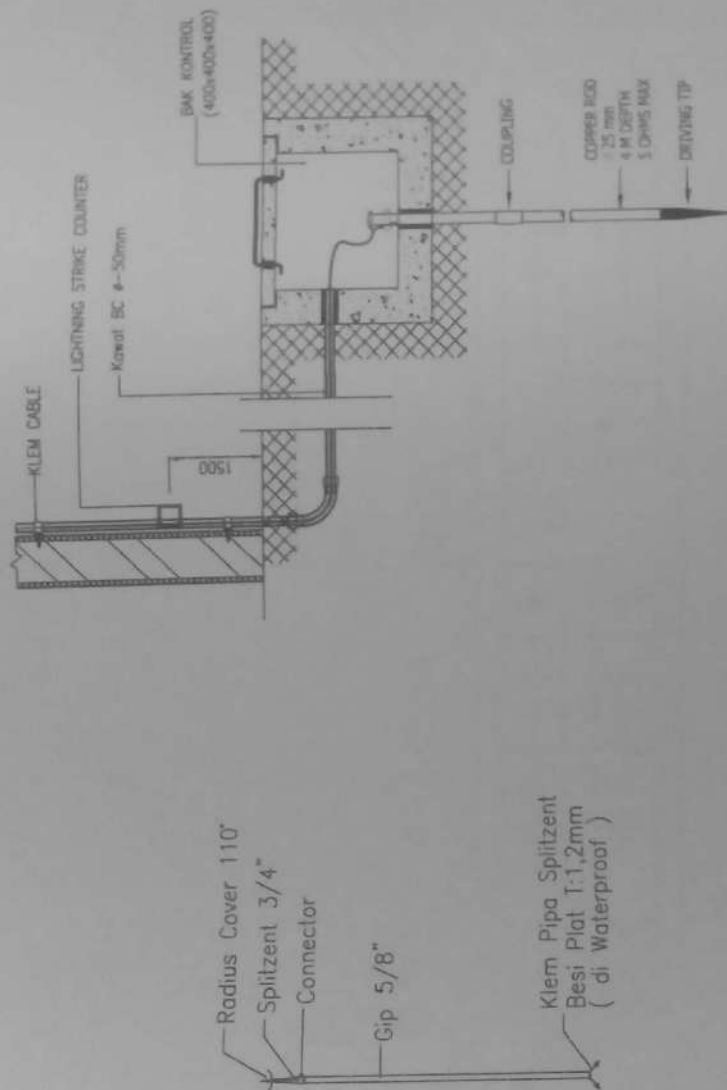 KLEM CABLE
LIGHTNING STRIKE COUNTER
Kawat BC ø-50mm
BAK KONTROL
(400x400x400)
1500
COUPLING
COPPER ROD
25 mm
4 M DEPTH
5 OHMS MAX
DRIVING TIP
Radius Cover 110°
Splitzent 3/4"
Connector
Gip 5/8"
Klem Pipa Splitzent
Besi Plat T:1,2mm
( di Waterproof )